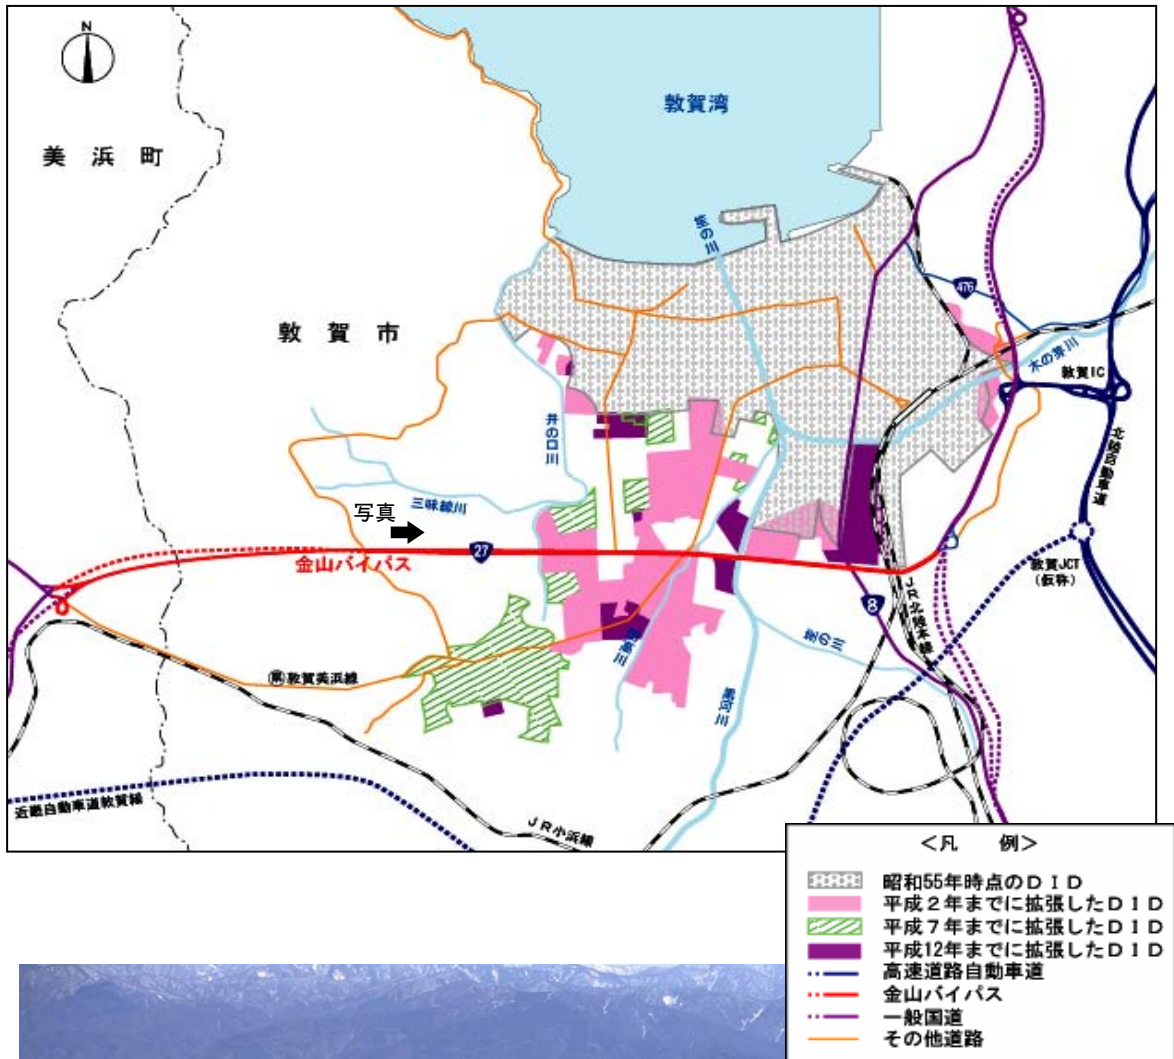 N
敦賀湾
美浜町
笙の川
476
敦賀市
木の芽川
敦賀IC
井の口川
北陸自動車道
三味線川
写真
27
金山バイパス
敦賀JCT
(仮称)
JR北陸本線
8
笙の川
県敦賀美浜線
黒河川
近畿自動車道敦賀線
JR小浜線
<凡　例>
昭和55年時点のDID
平成2年までに拡張したDID
平成7年までに拡張したDID
平成12年までに拡張したDID
高速道路自動車道
金山バイパス
一般国道
その他道路